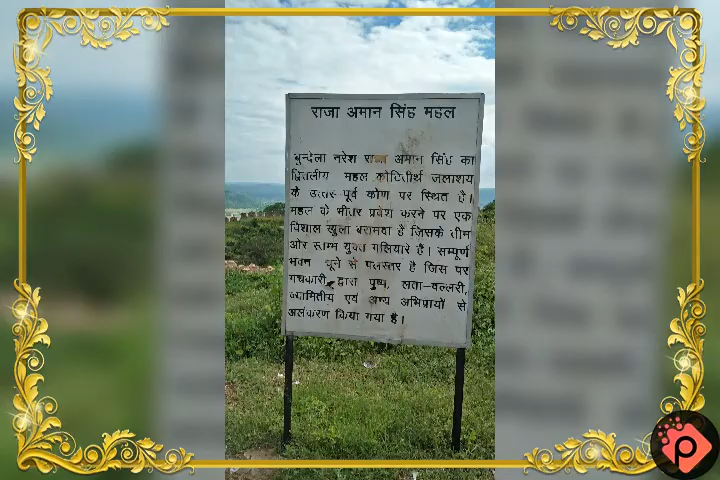 राजा अमान सिंह महल
बुन्देला नरेश राजा अमान सिंह का
द्वितलीय महल कोटितीर्थ जलाशय
के उत्तर-पूर्व कोण पर स्थित है।
महल के भीतर प्रवेश करने पर एक
विशाल खुला बरामदा है जिसके तीन
ओर स्तम्भ युक्त गलियारे हैं। सम्पूर्ण
भवन चूने से पलस्तर है जिस पर
गचकारी द्वारा पुष्प, लता-वल्लरी,
ज्यामितीय एवं अन्य अभिप्रायों से
अलंकरण किया गया है।